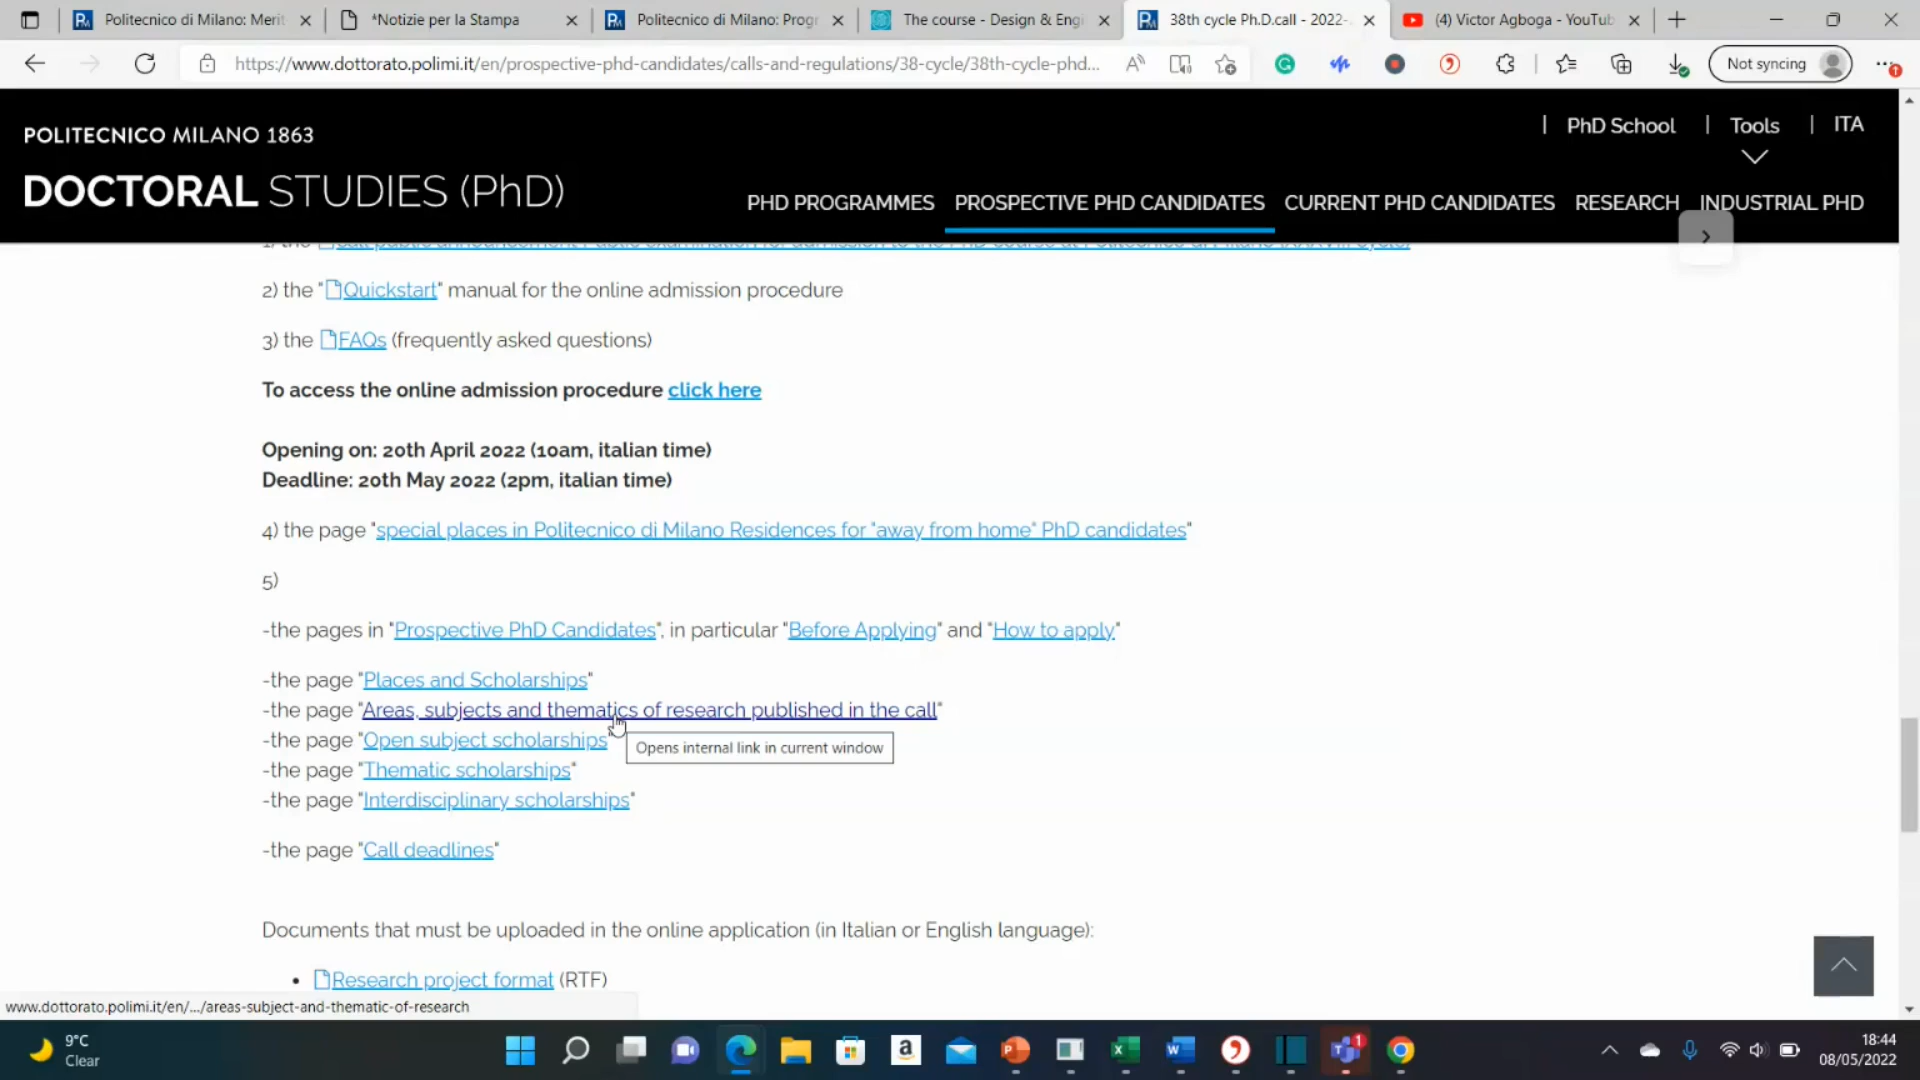 Politecnico di Milano: Merit
*Notizie per la Stampa
Politecnico di Milano: Progr
The course - Design & Engi
38th cycle Ph.D.call - 2022-
(4) Victor Agboga - YouTub
https://www.dottorato.polimi.it/en/prospective-phd-candidates/calls-and-regulations/38-cycle/38th-cycle-phd...
Not syncing
POLITECNICO MILANO 1863
PhD School
Tools
ITA
DOCTORAL STUDIES (PhD)
PHD PROGRAMMES
PROSPECTIVE PHD CANDIDATES
CURRENT PHD CANDIDATES
RESEARCH
INDUSTRIAL PHD
2) the "Quickstart" manual for the online admission procedure
3) the FAQs (frequently asked questions)
To access the online admission procedure click here
Opening on: 20th April 2022 (10am, italian time)
Deadline: 20th May 2022 (2pm, italian time)
4) the page "special places in Politecnico di Milano Residences for "away from home" PhD candidates"
5)
-the pages in "Prospective PhD Candidates", in particular "Before Applying" and "How to apply"
-the page "Places and Scholarships"
-the page "Areas, subjects and thematics of research published in the call"
-the page "Open subject scholarships"
Opens internal link in current window
-the page "Thematic scholarships"
-the page "Interdisciplinary scholarships"
-the page "Call deadlines"
Documents that must be uploaded in the online application (in Italian or English language):
• Research project format (RTF)
www.dottorato.polimi.it/en/.../areas-subject-and-thematic-of-research
9°C
Clear
18:44
08/05/2022